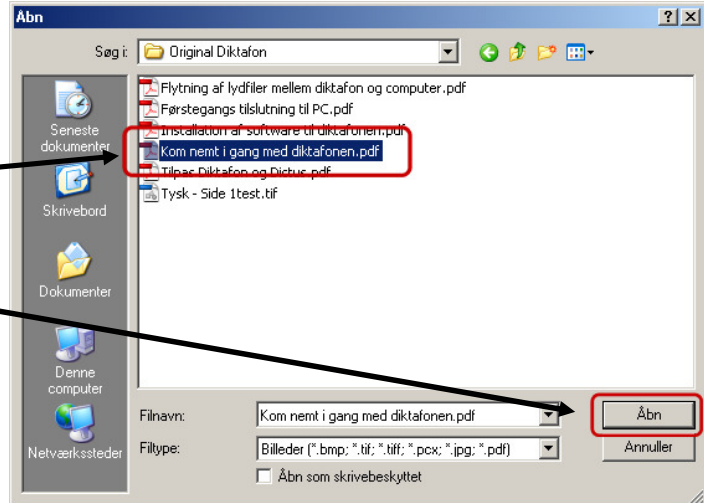 Åbn
Søg i: Original Diktafon
Seneste
dokumenter
Skrivebord
Dokumenter
Denne
computer
Netværkssteder
Flytning af lydfiler mellem diktafon og computer.pdf
Førstegangs tilslutning til PC.pdf
Installation af software til diktafonen.pdf
Kom nemt i gang med diktafonen.pdf
Tilpas Diktafon og Dictus.pdf
Tysk - Side 1test.tif
Filnavn: Kom nemt i gang med diktafonen.pdf Åbn
Filtype: Billeder (*.bmp; *.tif; *.tiff; *.pcx; *.jpg; *.pdf) Annuller
Åbn som skrivebeskyttet